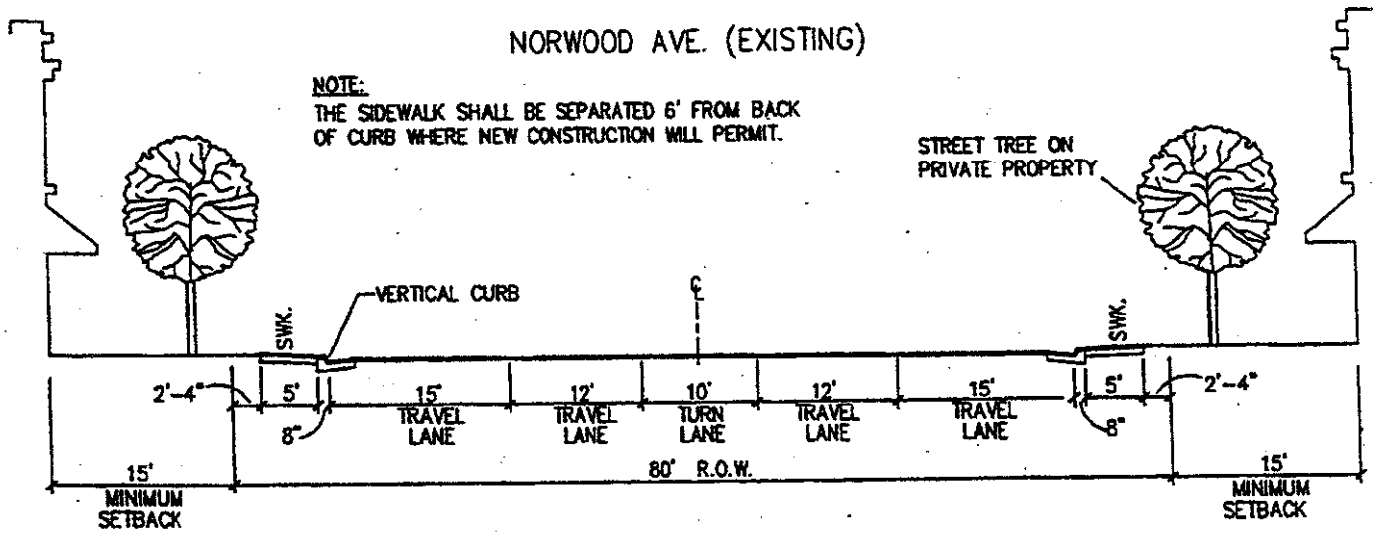 NORWOOD AVE. (EXISTING)
NOTE:
THE SIDEWALK SHALL BE SEPARATED 6' FROM BACK
OF CURB WHERE NEW CONSTRUCTION WILL PERMIT.
STREET TREE ON
PRIVATE PROPERTY
VERTICAL CURB
℄
SWK.
SWK.
2'-4"
5'
8"
15'
TRAVEL
LANE
12'
TRAVEL
LANE
10'
TURN
LANE
12'
TRAVEL
LANE
15'
TRAVEL
LANE
8"
5'
2'-4"
15'
MINIMUM
SETBACK
80' R.O.W.
15'
MINIMUM
SETBACK